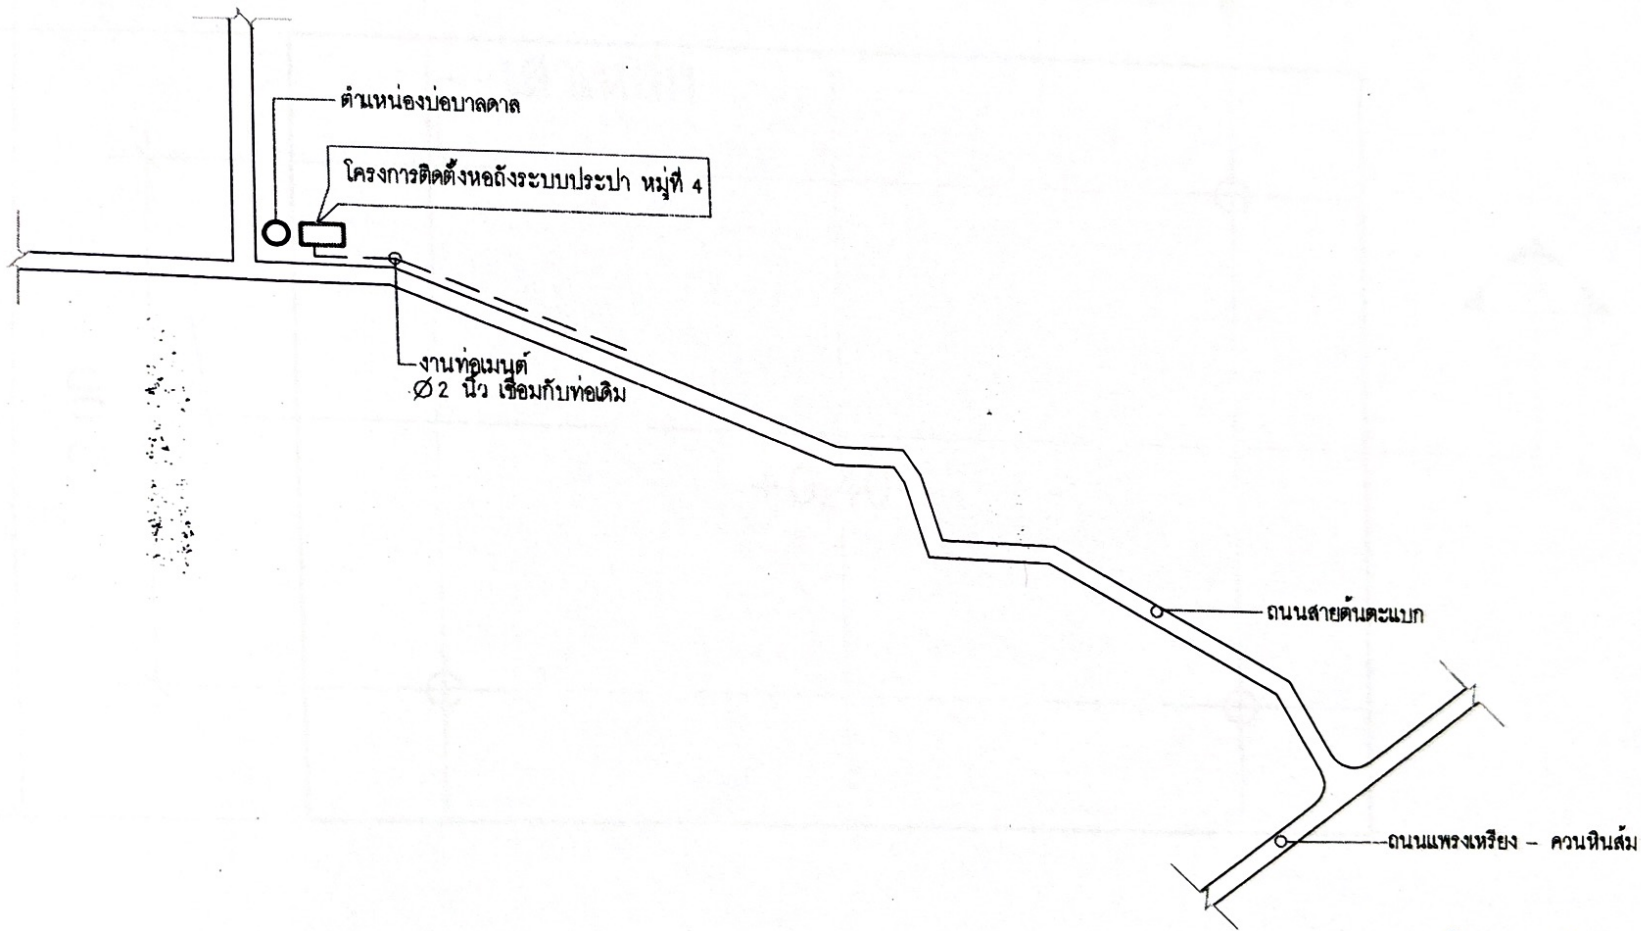 ตำแหน่องบ่อบาลดาล
โครงการติดตั้งหอถังระบบประปา หมู่ที่ 4
งานท่อเมนต์
Ø 2 นิ้ว เชื่อมกับท่อเดิม
ถนนสายต้นตะแบก
ถนนแพรงเหรียง - ควนหินส้ม